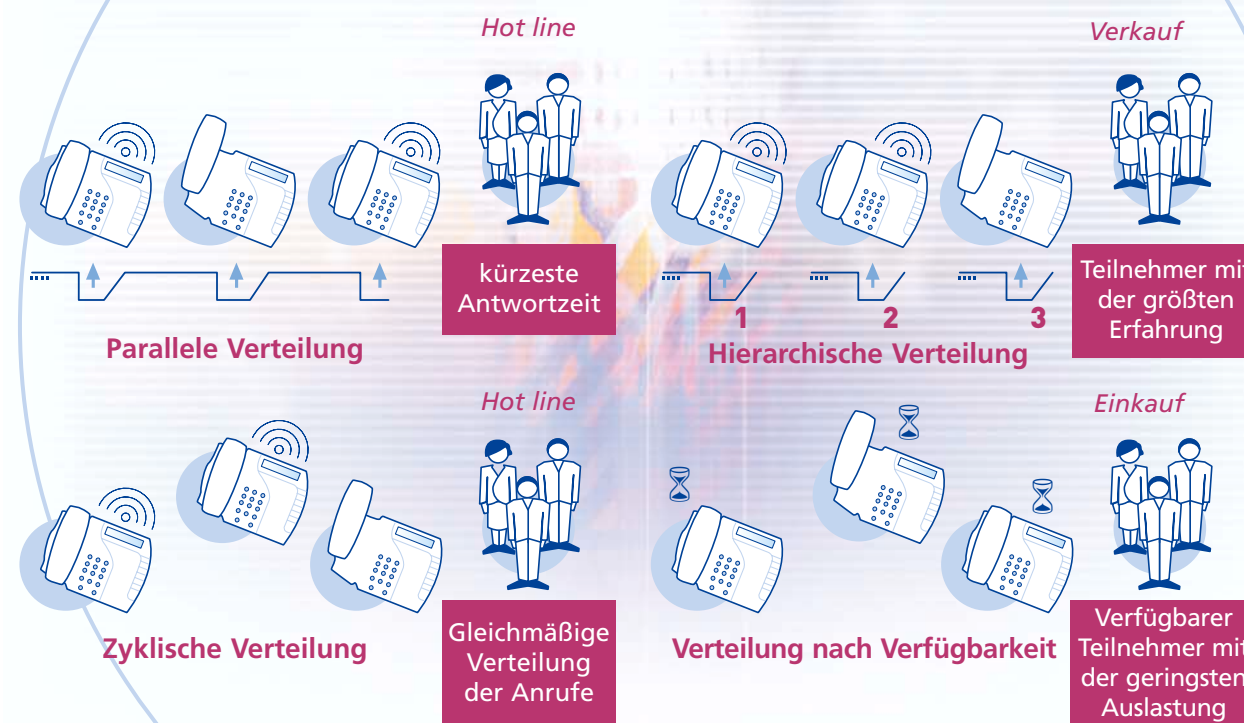 Hot line
kürzeste
Antwortzeit
Parallele Verteilung
Verkauf
1 2 3
Teilnehmer mit
der größten
Erfahrung
Hierarchische Verteilung
Hot line
Gleichmäßige
Verteilung
der Anrufe
Zyklische Verteilung
Einkauf
Verteilung nach Verfügbarkeit
Verfügbarer
Teilnehmer mit
der geringsten
Auslastung